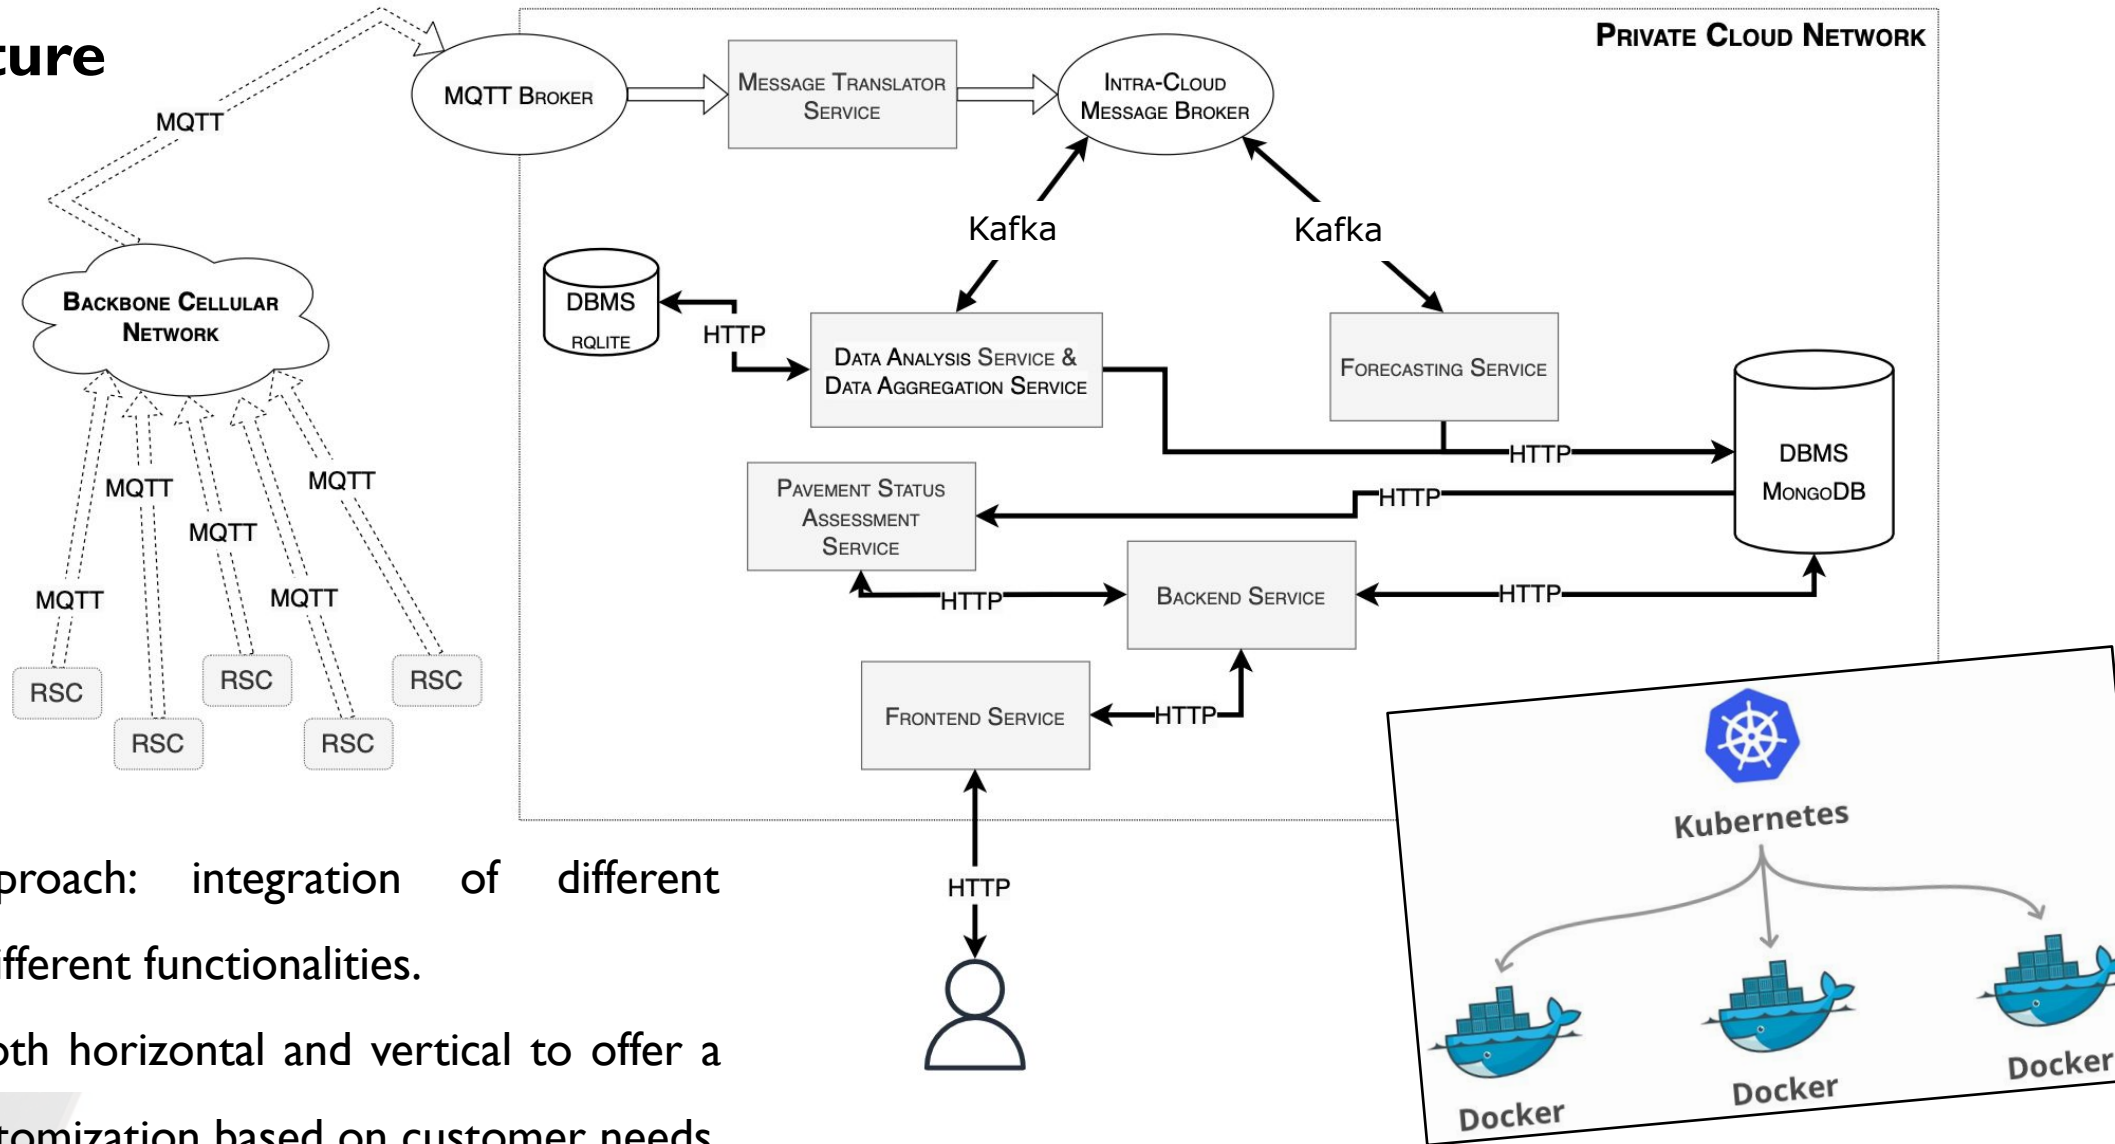 ture
PRIVATE CLOUD NETWORK
MQTT BROKER
MESSAGE TRANSLATOR
SERVICE
INTRA-CLOUD
MESSAGE BROKER
MQTT
Kafka
Kafka
BACKBONE CELLULAR
NETWORK
DBMS
RQLITE
HTTP
DATA ANALYSIS SERVICE &
DATA AGGREGATION SERVICE
FORECASTING SERVICE
HTTP
DBMS
MONGODB
PAVEMENT STATUS
ASSESSMENT
SERVICE
HTTP
MQTT
MQTT
MQTT
MQTT
MQTT
HTTP
BACKEND SERVICE
HTTP
RSC
RSC
RSC
RSC
RSC
FRONTEND SERVICE
HTTP
HTTP
Kubernetes
Docker
Docker
Docker
proach: integration of different
ifferent functionalities.
oth horizontal and vertical to offer a
tomization based on customer needs.